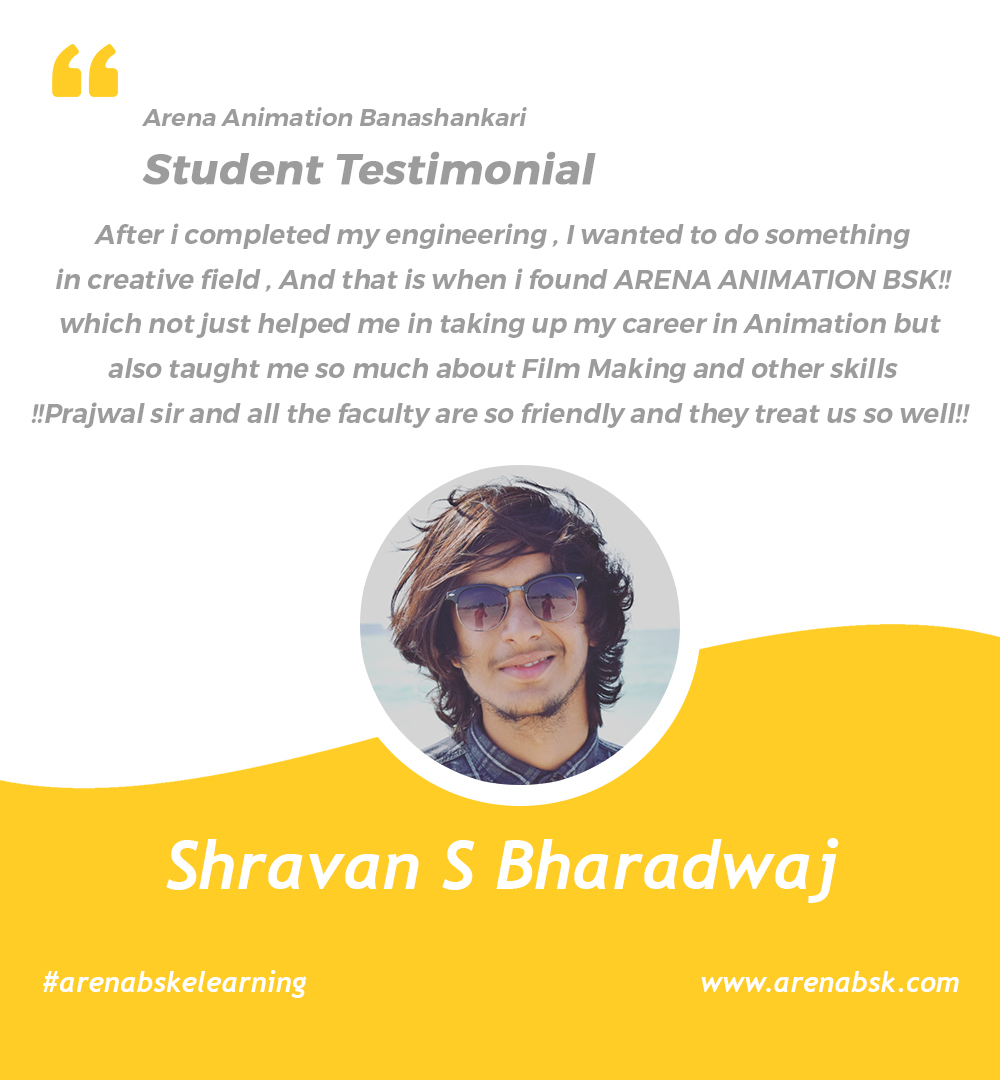 Arena Animation Banashankari
Student Testimonial
After i completed my engineering , I wanted to do something
in creative field , And that is when i found ARENA ANIMATION BSK!!
which not just helped me in taking up my career in Animation but
also taught me so much about Film Making and other skills
!!Prajwal sir and all the faculty are so friendly and they treat us so well!!
Shravan S Bharadwaj
#arenabskelearning
www.arenabsk.com